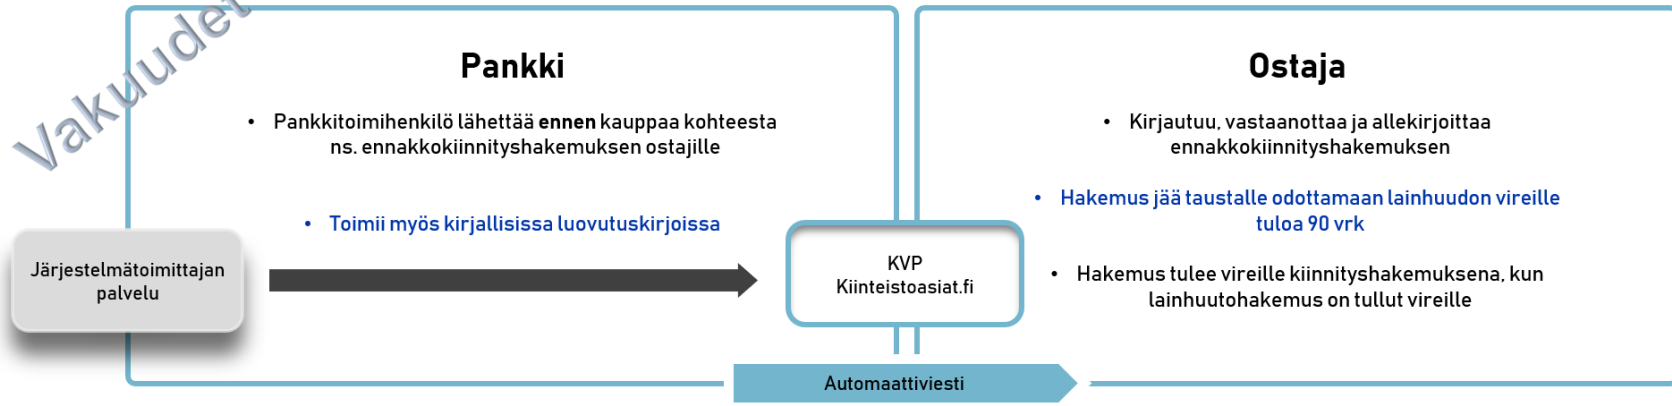 Vakuudet
Pankki
• Pankkitoimihenkilö lähettää ennen kauppaa kohteesta
ns. ennakkokiinnityshakemuksen ostajille
• Toimii myös kirjallisissa luovutuskirjoissa
Järjestelmätoimittajan
palvelu
KVP
Kiinteistoasiat.fi
Ostaja
• Kirjautuu, vastaanottaa ja allekirjoittaa
ennakkokiinnityshakemuksen
• Hakemus jää taustalle odottamaan lainhuudon vireille
tuloa 90 vrk
• Hakemus tulee vireille kiinnityshakemuksena, kun
lainhuutohakemus on tullut vireille
Automaattiviesti